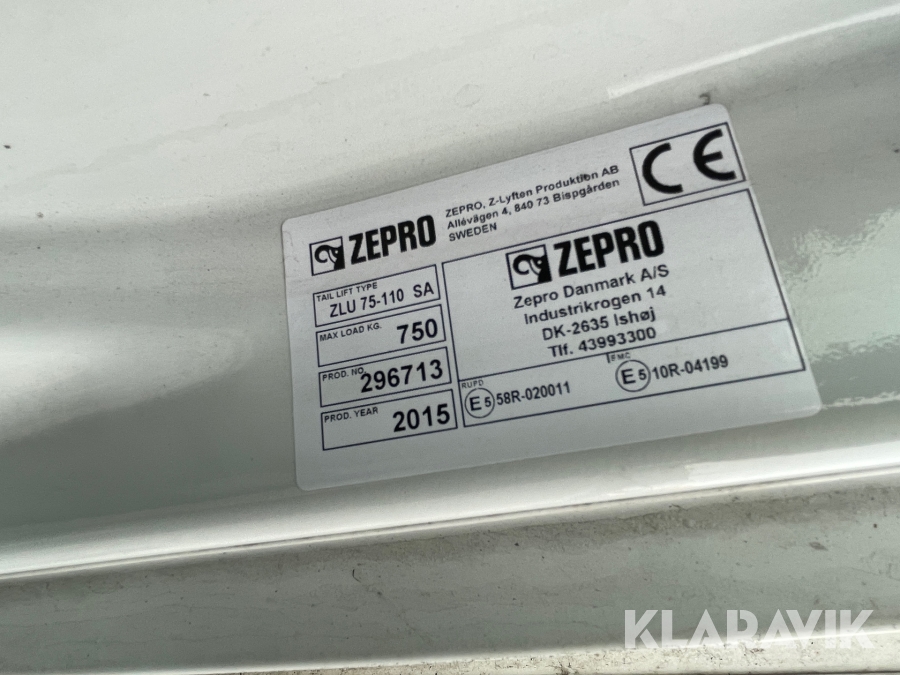 ZEPRO
ZEPRO, Z-Lyften Produktion AB
Allévägen 4, 840 73 Bispgården
SWEDEN
CE
TAIL LIFT TYPE
ZLU 75-110 SA
MAX LOAD KG.
750
PROD. NO.
296713
PROD. YEAR
2015
ZEPRO
Zepro Danmark A/S
Industrikrogen 14
DK-2635 Ishøj
Tlf. 43993300
RUPD
E5 58R-020011
EMC
E5 10R-04199
KLARAVIK